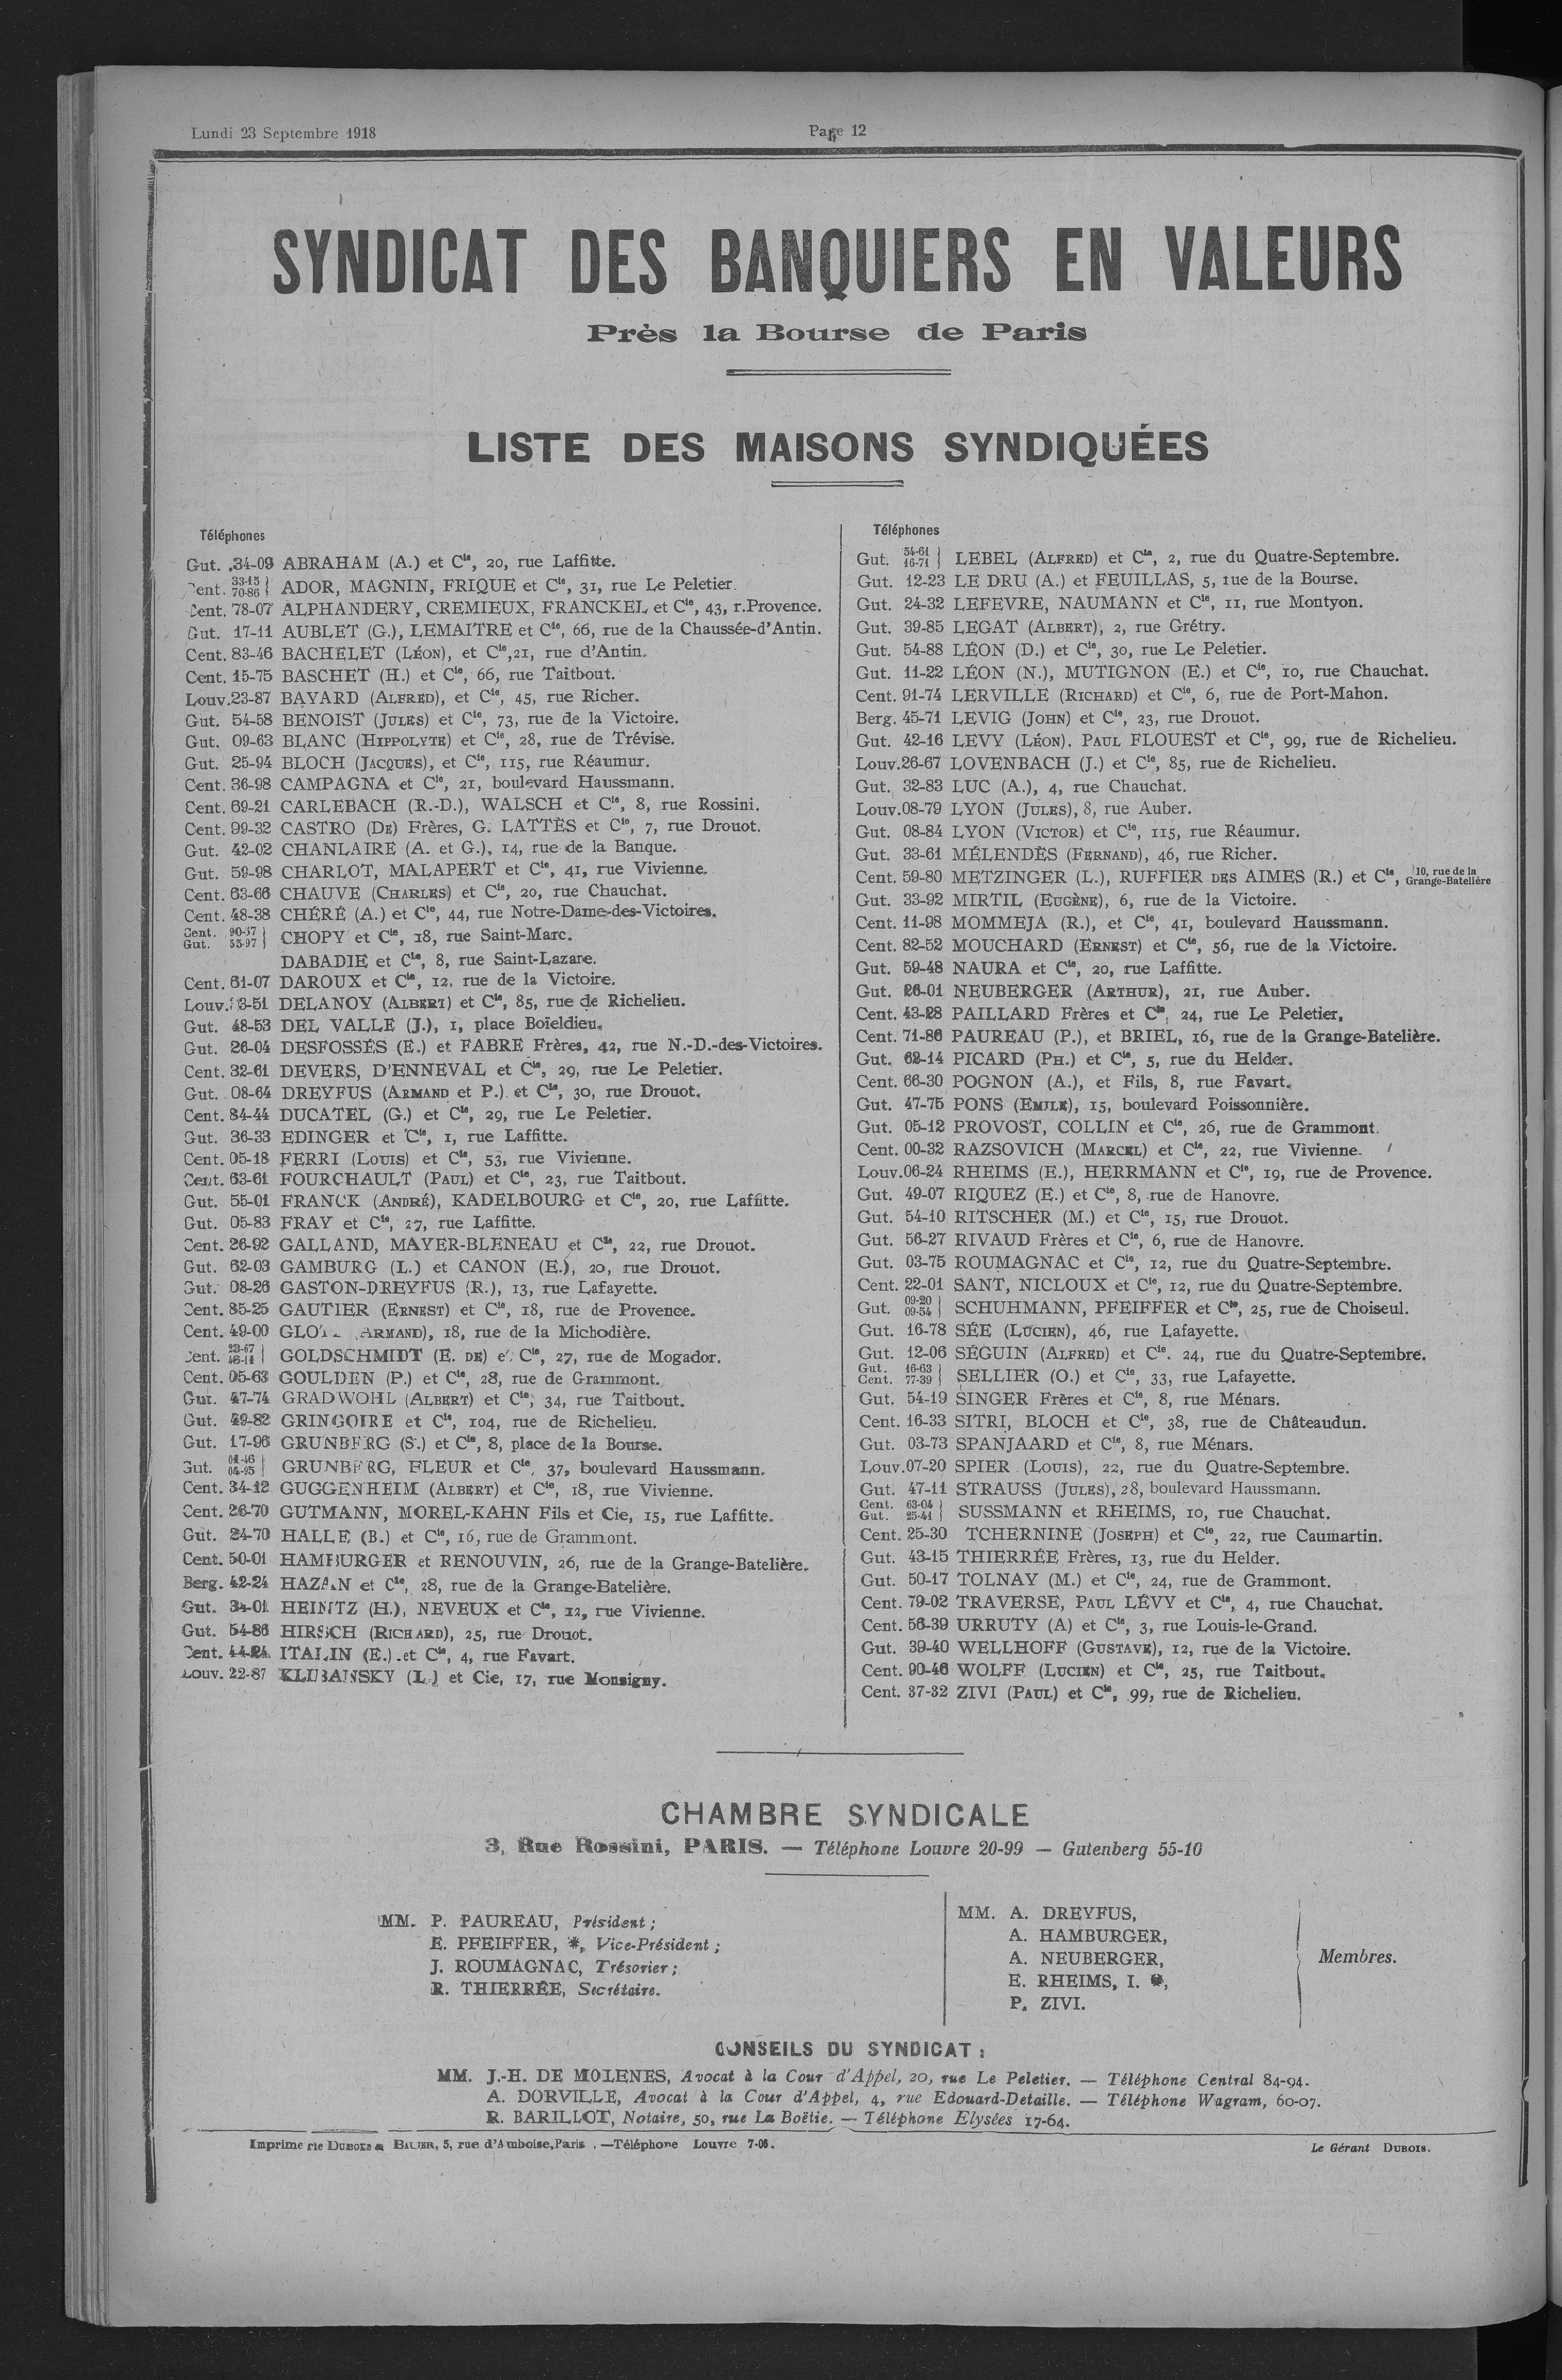 Lundi 23 Septembre 1918
Page 12
SYNDICAT DES BANQUIERS EN VALEURS
Près la Bourse de Paris
LISTE DES MAISONS SYNDIQUÉES
Téléphones
Gut. 34-09 ABRAHAM (A.) et Cie, 20, rue Laffitte.
Cent. 33-15 70-86 } ADOR, MAGNIN, FRIQUE et Cie, 31, rue Le Peletier.
Cent. 78-07 ALPHANDERY, CREMIEUX, FRANCKEL et Cie, 43, r.Provence.
Gut. 17-11 AUBLET (G.), LEMAITRE et Cie, 66, rue de la Chaussée-d'Antin.
Cent. 83-46 BACHELET (LÉON), et Cie,21, rue d'Antin.
Cent. 15-75 BASCHET (H.) et Cie, 66, rue Taitbout.
Louv.23-87 BAYARD (ALFRED), et Cie, 45, rue Richer.
Gut. 54-58 BENOIST (JULES) et Cie, 73, rue de la Victoire.
Gut. 09-63 BLANC (HIPPOLYTE) et Cie, 28, rue de Trévise.
Gut. 25-94 BLOCH (JACQUES), et Cie, 115, rue Réaumur.
Cent. 36-98 CAMPAGNA et Cie, 21, boulevard Haussmann.
Cent. 69-21 CARLEBACH (R.-D.), WALSCH et Cie, 8, rue Rossini.
Cent. 99-32 CASTRO (DE) Frères, G. LATTÈS et Cie, 7, rue Drouot.
Gut. 42-02 CHANLAIRE (A. et G.), 14, rue de la Banque.
Gut. 59-98 CHARLOT, MALAPERT et Cie, 41, rue Vivienne.
Cent. 63-66 CHAUVE (CHARLES) et Cie, 20, rue Chauchat.
Cent. 48-38 CHÉRÉ (A.) et Cie, 44, rue Notre-Dame-des-Victoires.
Cent. 90-57 Gut. 55-97 } CHOPY et Cie, 18, rue Saint-Marc.
DABADIE et Cie, 8, rue Saint-Lazare.
Cent. 61-07 DAROUX et Cie, 12, rue de la Victoire.
Louv. 3-51 DELANOY (ALBERT) et Cie, 85, rue de Richelieu.
Gut. 48-53 DEL VALLE (J.), 1, place Boïeldieu.
Gut. 26-04 DESFOSSÉS (E.) et FABRE Frères, 42, rue N.-D.-des-Victoires.
Cent. 32-61 DEVERS, D'ENNEVAL et Cie, 29, rue Le Peletier.
Gut. 08-64 DREYFUS (ARMAND et P.) et Cie, 30, rue Drouot.
Cent. 84-44 DUCATEL (G.) et Cie, 29, rue Le Peletier.
Gut. 36-33 EDINGER et Cie, 1, rue Laffitte.
Cent. 05-18 FERRI (LOUIS) et Cie, 53, rue Vivienne.
Cent. 63-61 FOURCHAULT (PAUL) et Cie, 23, rue Taitbout.
Gut. 55-01 FRANCK (ANDRÉ), KADELBOURG et Cie, 20, rue Laffitte.
Gut. 05-83 FRAY et Cie, 27, rue Laffitte.
Cent. 26-92 GALLAND, MAYER-BLENEAU et Cie, 22, rue Drouot.
Gut. 62-03 GAMBURG (L.) et CANON (E.), 20, rue Drouot.
Gut. 08-26 GASTON-DREYFUS (R.), 13, rue Lafayette.
Cent. 85-25 GAUTIER (ERNEST) et Cie, 18, rue de Provence.
Cent. 49-00 (ARMAND), 18, rue de la Michodière.
Cent. } GOLDSCHMIDT (E. DE) et Cie, 27, rue de Mogador.
Cent. 05-63 GOULDEN (P.) et Cie, 28, rue de Grammont.
Gut. 47-74 GRADWOHL (ALBERT) et Cie, 34, rue Taitbout.
Gut. 49-82 GRINGOIRE et Cie, 104, rue de Richelieu.
Gut. 17-96 GRUNBERG (S.) et Cie, 8, place de la Bourse.
Gut. } GRUNBERG, FLEUR et Cie, 37, boulevard Haussmann.
Cent. 34-12 GUGGENHEIM (ALBERT) et Cie, 18, rue Vivienne.
Cent. 26-70 GUTMANN, MOREL-KAHN Fils et Cie, 15, rue Laffitte.
Gut. 24-70 HALLE (B.) et Cie, 16, rue de Grammont.
Cent. 50-01 HAMBURGER et RENOUVIN, 26, rue de la Grange-Batelière.
Berg. 42-24 HAZAN et Cie, 28, rue de la Grange-Batelière.
Gut. 34-01 HEINTZ (H.), NEVEUX et Cie, 12, rue Vivienne.
Gut. 54-86 HIRSCH (RICHARD), 25, rue Drouot.
Cent. 44-24 ITALIN (E.) et Cie, 4, rue Favart.
Louv. 22-87 KLUBANSKY (L.) et Cie, 17, rue Monsigny.
Téléphones
Gut. 54-61 16-71 } LEBEL (ALFRED) et Cie, 2, rue du Quatre-Septembre.
Gut. 12-23 LE DRU (A.) et FEUILLAS, 5, rue de la Bourse.
Gut. 24-32 LEFEVRE, NAUMANN et Cie, 11, rue Montyon.
Gut. 39-85 LEGAT (ALBERT), 2, rue Grétry.
Gut. 54-88 LÉON (D.) et Cie, 30, rue Le Peletier.
Gut. 11-22 LÉON (N.), MUTIGNON (E.) et Cie, 10, rue Chauchat.
Cent. 91-74 LERVILLE (RICHARD) et Cie, 6, rue de Port-Mahon.
Berg. 45-71 LEVIG (JOHN) et Cie, 23, rue Drouot.
Gut. 42-16 LEVY (LÉON), PAUL FLOUEST et Cie, 99, rue de Richelieu.
Louv.26-67 LOVENBACH (J.) et Cie, 85, rue de Richelieu.
Gut. 32-83 LUC (A.), 4, rue Chauchat.
Louv.08-79 LYON (JULES), 8, rue Auber.
Gut. 08-84 LYON (VICTOR) et Cie, 115, rue Réaumur.
Gut. 33-61 MÉLENDÈS (FERNAND), 46, rue Richer.
Cent. 59-80 METZINGER (L.), RUFFIER DES AIMES (R.) et Cie, 10, rue de la Grange-Batelière
Gut. 33-92 MIRTIL (EUGÈNE), 6, rue de la Victoire.
Cent. 11-98 MOMMEJA (R.), et Cie, 41, boulevard Haussmann.
Cent. 82-52 MOUCHARD (ERNEST) et Cie, 56, rue de la Victoire.
Gut. 59-48 NAURA et Cie, 20, rue Laffitte.
Gut. 26-01 NEUBERGER (ARTHUR), 21, rue Auber.
Cent. 43-28 PAILLARD Frères et Cie, 24, rue Le Peletier.
Cent. 71-86 PAUREAU (P.), et BRIEL, 16, rue de la Grange-Batelière.
Gut. 62-14 PICARD (PH.) et Cie, 5, rue du Helder.
Cent. 66-30 POGNON (A.), et Fils, 8, rue Favart.
Gut. 47-75 PONS (EMILE), 15, boulevard Poissonnière.
Gut. 05-12 PROVOST, COLLIN et Cie, 26, rue de Grammont.
Cent. 00-32 RAZSOVICH (MARCEL) et Cie, 22, rue Vivienne.
Louv.06-24 RHEIMS (E.), HERRMANN et Cie, 19, rue de Provence.
Gut. 49-07 RIQUEZ (E.) et Cie, 8, rue de Hanovre.
Gut. 54-10 RITSCHER (M.) et Cie, 15, rue Drouot.
Gut. 56-27 RIVAUD Frères et Cie, 6, rue de Hanovre.
Gut. 03-75 ROUMAGNAC et Cie, 12, rue du Quatre-Septembre.
Cent. 22-01 SANT, NICLOUX et Cie, 12, rue du Quatre-Septembre.
Gut. 09-20 09-54 } SCHUHMANN, PFEIFFER et Cie, 25, rue de Choiseul.
Gut. 16-78 SÉE (LUCIEN), 46, rue Lafayette.
Gut. 12-06 SÉGUIN (ALFRED) et Cie. 24, rue du Quatre-Septembre.
Gut. 16-63 Cent. 77-39 } SELLIER (O.) et Cie, 33, rue Lafayette.
Gut. 54-19 SINGER Frères et Cie, 8, rue Ménars.
Cent. 16-33 SITRI, BLOCH et Cie, 38, rue de Châteaudun.
Gut. 03-73 SPANJAARD et Cie, 8, rue Ménars.
Louv.07-20 SPIER (LOUIS), 22, rue du Quatre-Septembre.
Gut. 47-11 STRAUSS (JULES), 28, boulevard Haussmann.
Cent. 63-04 Gut. 25-41 } SUSSMANN et RHEIMS, 10, rue Chauchat.
Cent. 25-30 TCHERNINE (JOSEPH) et Cie, 22, rue Caumartin.
Gut. 43-15 THIERRÉE Frères, 13, rue du Helder.
Gut. 50-17 TOLNAY (M.) et Cie, 24, rue de Grammont.
Cent. 79-02 TRAVERSE, PAUL LÉVY et Cie, 4, rue Chauchat.
Cent. 56-39 URRUTY (A) et Cie, 3, rue Louis-le-Grand.
Gut. 39-40 WELLHOFF (GUSTAVE), 12, rue de la Victoire.
Cent. 90-46 WOLFF (LUCIEN) et Cie, 25, rue Taitbout.
Cent. 37-32 ZIVI (PAUL) et Cie, 99, rue de Richelieu.
CHAMBRE SYNDICALE
3, Rue Rossini, PARIS. — Téléphone Louvre 20-99 — Gutenberg 55-10
MM. P. PAUREAU, Président ;
E. PFEIFFER, *, Vice-Président ;
J. ROUMAGNAC, Trésorier ;
R. THIERRÉE, Secrétaire.
MM. A. DREYFUS,
A. HAMBURGER,
A. NEUBERGER,
E. RHEIMS, I. *,
P. ZIVI.
Membres.
CONSEILS DU SYNDICAT :
MM. J.-H. DE MOLENES, Avocat à la Cour d'Appel, 20, rue Le Peletier. — Téléphone Central 84-94.
A. DORVILLE, Avocat à la Cour d'Appel, 4, rue Edouard-Detaille. — Téléphone Wagram, 60-07.
R. BARILLOT, Notaire, 50, rue La Boëtie. — Téléphone Elysées 17-64.
Imprimerie DUBOIS & BAUER, 5, rue d'Amboise, Paris. — Téléphone Louvre 7-06.
Le Gérant DUBOIS.